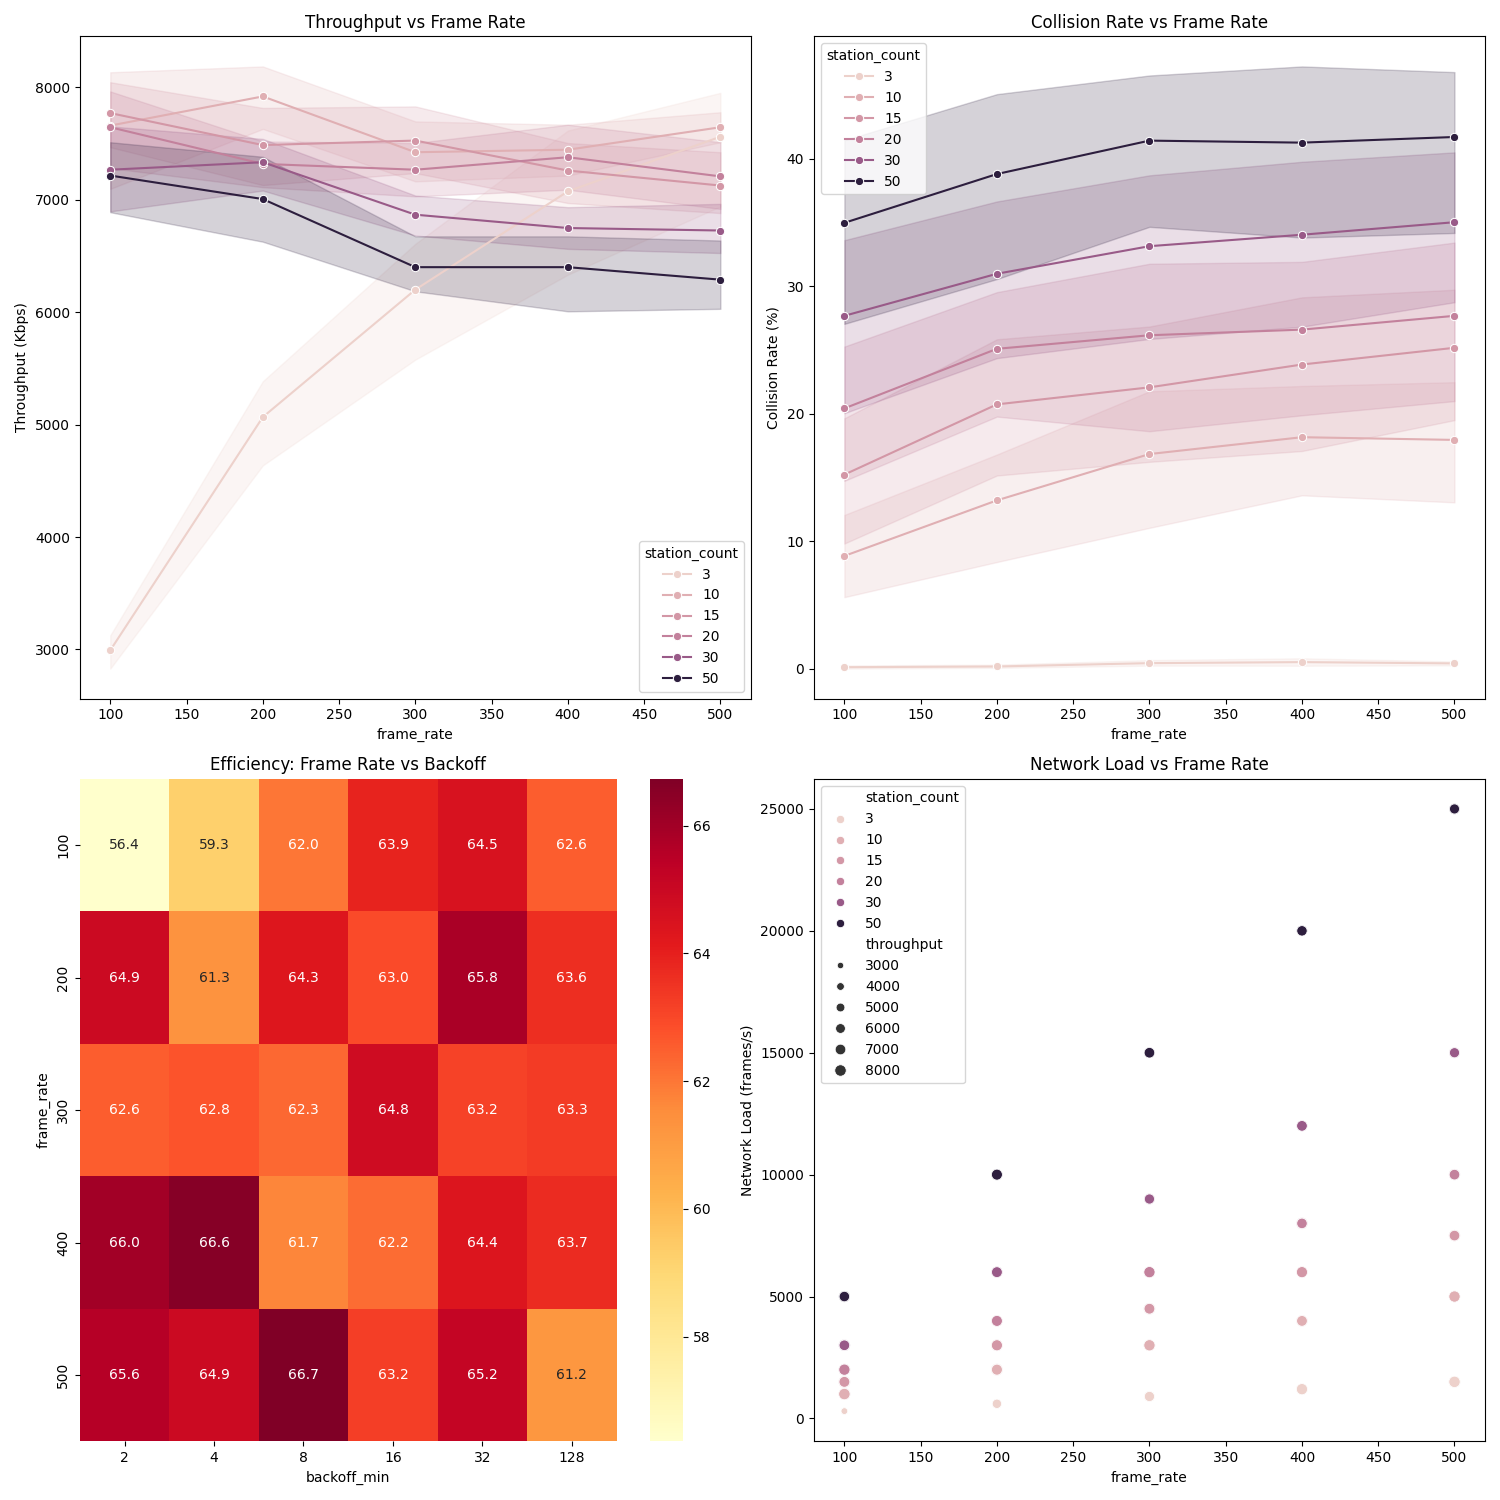 Throughput vs Frame Rate
Throughput (Kbps)
8000
7000
6000
5000
4000
3000
station_count
3
10
15
20
30
50
100 150 200 250 300 350 400 450 500
frame_rate
Collision Rate vs Frame Rate
Collision Rate (%)
station_count
3
10
15
20
30
50
40
30
20
10
0
100 150 200 250 300 350 400 450 500
frame_rate
Efficiency: Frame Rate vs Backoff
frame_rate
100 56.4 59.3 62.0 63.9 64.5 62.6
200 64.9 61.3 64.3 63.0 65.8 63.6
300 62.6 62.8 62.3 64.8 63.2 63.3
400 66.0 66.6 61.7 62.2 64.4 63.7
500 65.6 64.9 66.7 63.2 65.2 61.2
2 4 8 16 32 128
backoff_min
66
64
62
60
58
Network Load vs Frame Rate
Network Load (frames/s)
station_count
3
10
15
20
30
50
throughput
3000
4000
5000
6000
7000
8000
25000
20000
15000
10000
5000
0
100 150 200 250 300 350 400 450 500
frame_rate